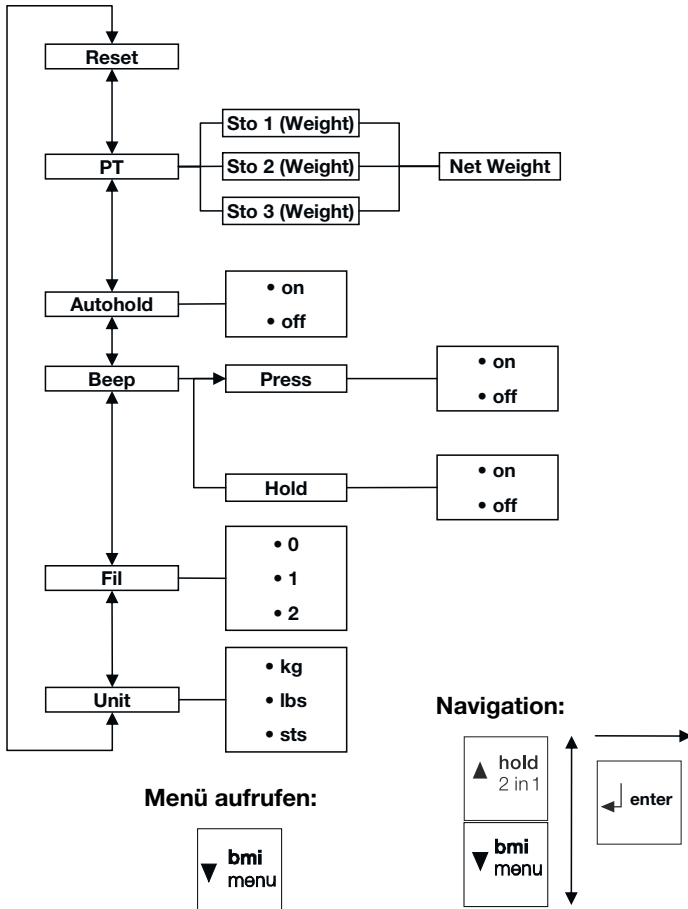 Reset
PT
Sto 1 (Weight)
Sto 2 (Weight)
Sto 3 (Weight)
Net Weight
Autohold
• on
• off
Beep
Press
• on
• off
Hold
• on
• off
Fil
• 0
• 1
• 2
Unit
• kg
• lbs
• sts
Menü aufrufen:
bmi
menu
Navigation:
hold
2 in 1
bmi
menu
enter